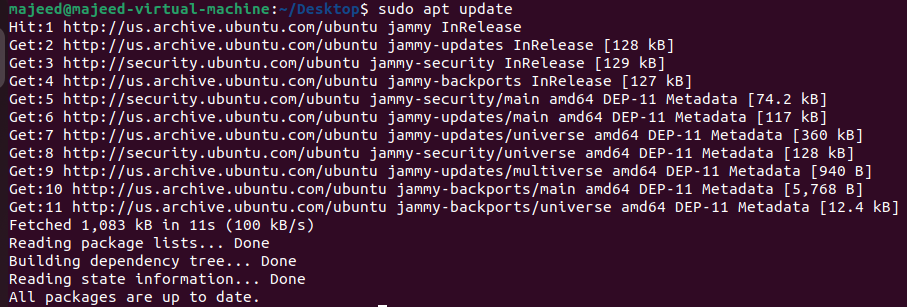 majeed@majeed-virtual-machine:~/Desktop$ sudo apt update
Hit:1 http://us.archive.ubuntu.com/ubuntu jammy InRelease
Get:2 http://us.archive.ubuntu.com/ubuntu jammy-updates InRelease [128 kB]
Get:3 http://security.ubuntu.com/ubuntu jammy-security InRelease [129 kB]
Get:4 http://us.archive.ubuntu.com/ubuntu jammy-backports InRelease [127 kB]
Get:5 http://security.ubuntu.com/ubuntu jammy-security/main amd64 DEP-11 Metadata [74.2 kB]
Get:6 http://us.archive.ubuntu.com/ubuntu jammy-updates/main amd64 DEP-11 Metadata [117 kB]
Get:7 http://us.archive.ubuntu.com/ubuntu jammy-updates/universe amd64 DEP-11 Metadata [360 kB]
Get:8 http://security.ubuntu.com/ubuntu jammy-security/universe amd64 DEP-11 Metadata [128 kB]
Get:9 http://us.archive.ubuntu.com/ubuntu jammy-updates/multiverse amd64 DEP-11 Metadata [940 B]
Get:10 http://us.archive.ubuntu.com/ubuntu jammy-backports/main amd64 DEP-11 Metadata [5,768 B]
Get:11 http://us.archive.ubuntu.com/ubuntu jammy-backports/universe amd64 DEP-11 Metadata [12.4 kB]
Fetched 1,083 kB in 11s (100 kB/s)
Reading package lists... Done
Building dependency tree... Done
Reading state information... Done
All packages are up to date.